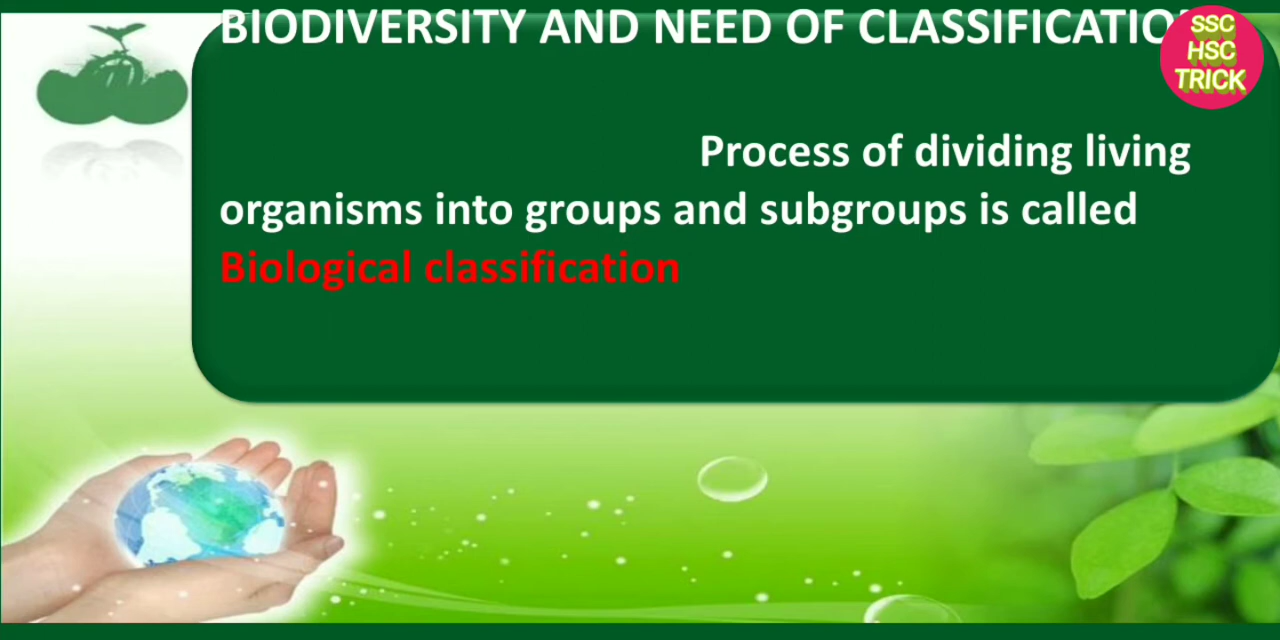 BIODIVERSITY AND NEED OF CLASSIFICATIO
SSC
HSC
TRICK
Process of dividing living
organisms into groups and subgroups is called
Biological classification